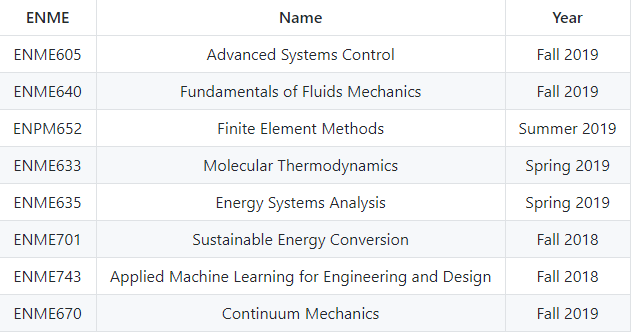 ENME Name Year
ENME605 Advanced Systems Control Fall 2019
ENME640 Fundamentals of Fluids Mechanics Fall 2019
ENPM652 Finite Element Methods Summer 2019
ENME633 Molecular Thermodynamics Spring 2019
ENME635 Energy Systems Analysis Spring 2019
ENME701 Sustainable Energy Conversion Fall 2018
ENME743 Applied Machine Learning for Engineering and Design Fall 2018
ENME670 Continuum Mechanics Fall 2019